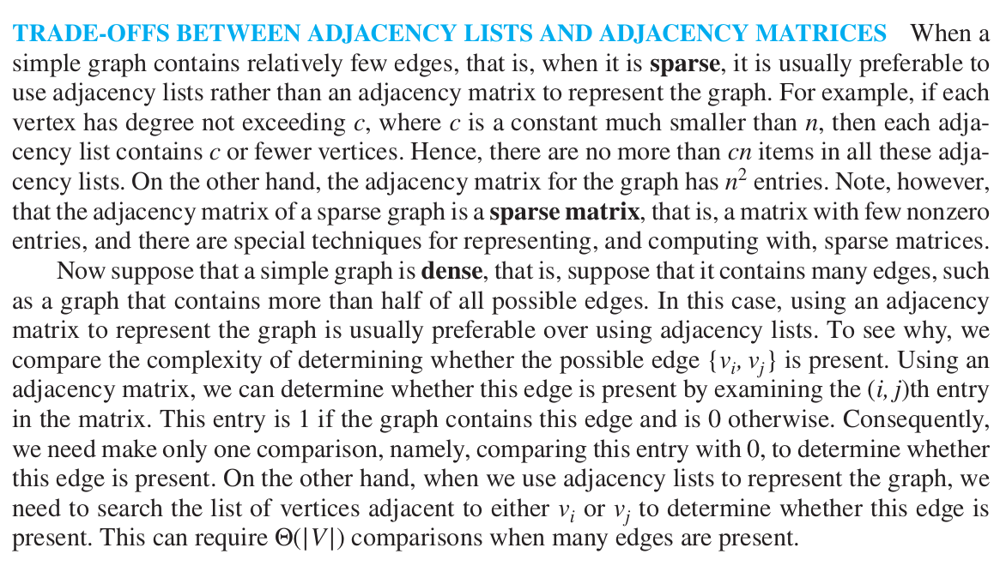 TRADE-OFFS BETWEEN ADJACENCY LISTS AND ADJACENCY MATRICES When a
simple graph contains relatively few edges, that is, when it is sparse, it is usually preferable to
use adjacency lists rather than an adjacency matrix to represent the graph. For example, if each
vertex has degree not exceeding c, where c is a constant much smaller than n, then each adja-
cency list contains c or fewer vertices. Hence, there are no more than cn items in all these adja-
cency lists. On the other hand, the adjacency matrix for the graph has n² entries. Note, however,
that the adjacency matrix of a sparse graph is a sparse matrix, that is, a matrix with few nonzero
entries, and there are special techniques for representing, and computing with, sparse matrices.
Now suppose that a simple graph is dense, that is, suppose that it contains many edges, such
as a graph that contains more than half of all possible edges. In this case, using an adjacency
matrix to represent the graph is usually preferable over using adjacency lists. To see why, we
compare the complexity of determining whether the possible edge {vᵢ, vⱼ} is present. Using an
adjacency matrix, we can determine whether this edge is present by examining the (i, j)th entry
in the matrix. This entry is 1 if the graph contains this edge and is 0 otherwise. Consequently,
we need make only one comparison, namely, comparing this entry with 0, to determine whether
this edge is present. On the other hand, when we use adjacency lists to represent the graph, we
need to search the list of vertices adjacent to either vᵢ or vⱼ to determine whether this edge is
present. This can require Θ(|V|) comparisons when many edges are present.